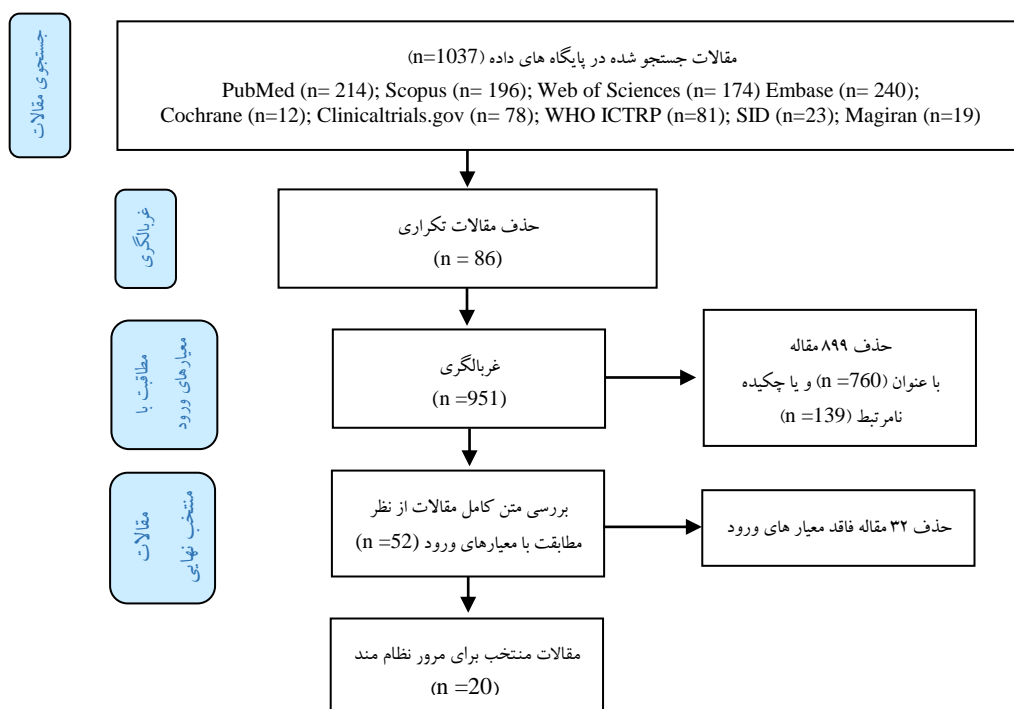 جستجوی مقالات
مقالات جستجو شده در پایگاه های داده (n=1037)
PubMed (n= 214); Scopus (n= 196); Web of Sciences (n= 174) Embase (n= 240);
Cochrane (n=12); Clinicaltrials.gov (n= 78); WHO ICTRP (n=81); SID (n=23); Magiran (n=19)
غربالگری
حذف مقالات تکراری
(n = 86)
مطاقبت با
معیارهای ورود
غربالگری
(n =951)
حذف ۸۹۹ مقاله
با عنوان (n =760) و یا چکیده
نامرتبط (n =139)
مقالات
منتخب نهایی
بررسی متن کامل مقالات از نظر
مطابقت با معیارهای ورود (n =52)
حذف ۳۲ مقاله فاقد معیار های ورود
مقالات منتخب برای مرور نظام مند
(n =20)